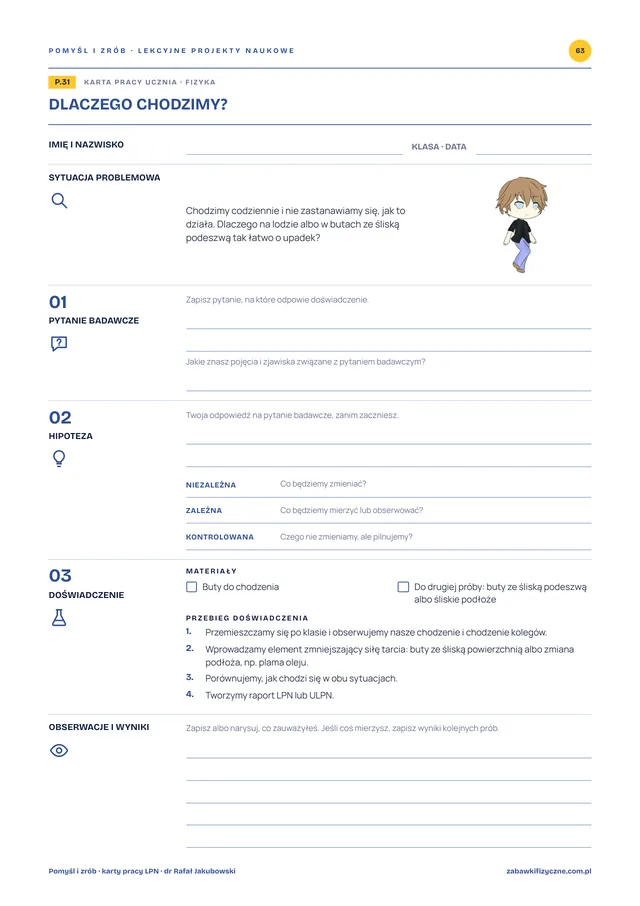 POMYŚL I ZRÓB · LEKCYJNE PROJEKTY NAUKOWE
63
P.31 KARTA PRACY UCZNIA · FIZYKA
DLACZEGO CHODZIMY?
IMIĘ I NAZWISKO
KLASA · DATA
SYTUACJA PROBLEMOWA
Chodzimy codziennie i nie zastanawiamy się, jak to
działa. Dlaczego na lodzie albo w butach ze śliską
podeszwą tak łatwo o upadek?
01
PYTANIE BADAWCZE
Zapisz pytanie, na które odpowie doświadczenie.
Jakie znasz pojęcia i zjawiska związane z pytaniem badawczym?
02
HIPOTEZA
Twoja odpowiedź na pytanie badawcze, zanim zaczniesz.
NIEZALEŻNA Co będziemy zmieniać?
ZALEŻNA Co będziemy mierzyć lub obserwować?
KONTROLOWANA Czego nie zmieniamy, ale pilnujemy?
03
DOŚWIADCZENIE
MATERIAŁY
Buty do chodzenia
Do drugiej próby: buty ze śliską podeszwą
albo śliskie podłoże
PRZEBIEG DOŚWIADCZENIA
1. Przemieszczamy się po klasie i obserwujemy nasze chodzenie i chodzenie kolegów.
2. Wprowadzamy element zmniejszający siłę tarcia: buty ze śliską powierzchnią albo zmiana
podłoża, np. plama oleju.
3. Porównujemy, jak chodzi się w obu sytuacjach.
4. Tworzymy raport LPN lub ULPN.
OBSERWACJE I WYNIKI
Zapisz albo narysuj, co zauważyłeś. Jeśli coś mierzysz, zapisz wyniki kolejnych prób.
Pomyśl i zrób · karty pracy LPN · dr Rafał Jakubowski
zabawkifizyczne.com.pl